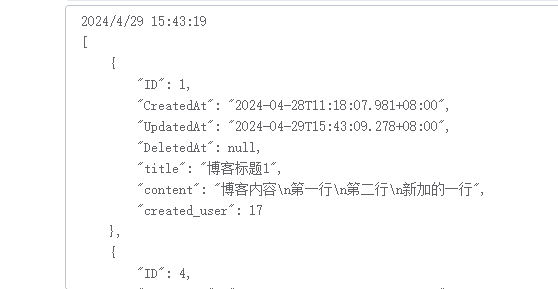 2024/4/29 15:43:19
[
    {
        "ID": 1,
        "CreatedAt": "2024-04-28T11:18:07.981+08:00",
        "UpdatedAt": "2024-04-29T15:43:09.278+08:00",
        "DeletedAt": null,
        "title": "博客标题1",
        "content": "博客内容\n第一行\n第二行\n新加的一行",
        "created_user": 17
    },
    {
        "ID": 4,